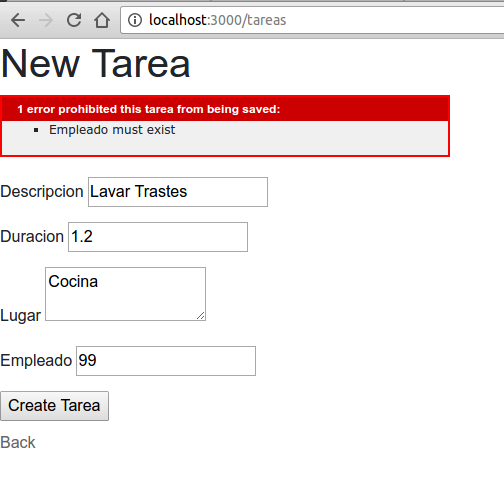 localhost:3000/tareas
New Tarea
1 error prohibited this tarea from being saved:
Empleado must exist
Descripcion Lavar Trastes
Duracion 1.2
Cocina
Lugar
Empleado 99
Create Tarea
Back